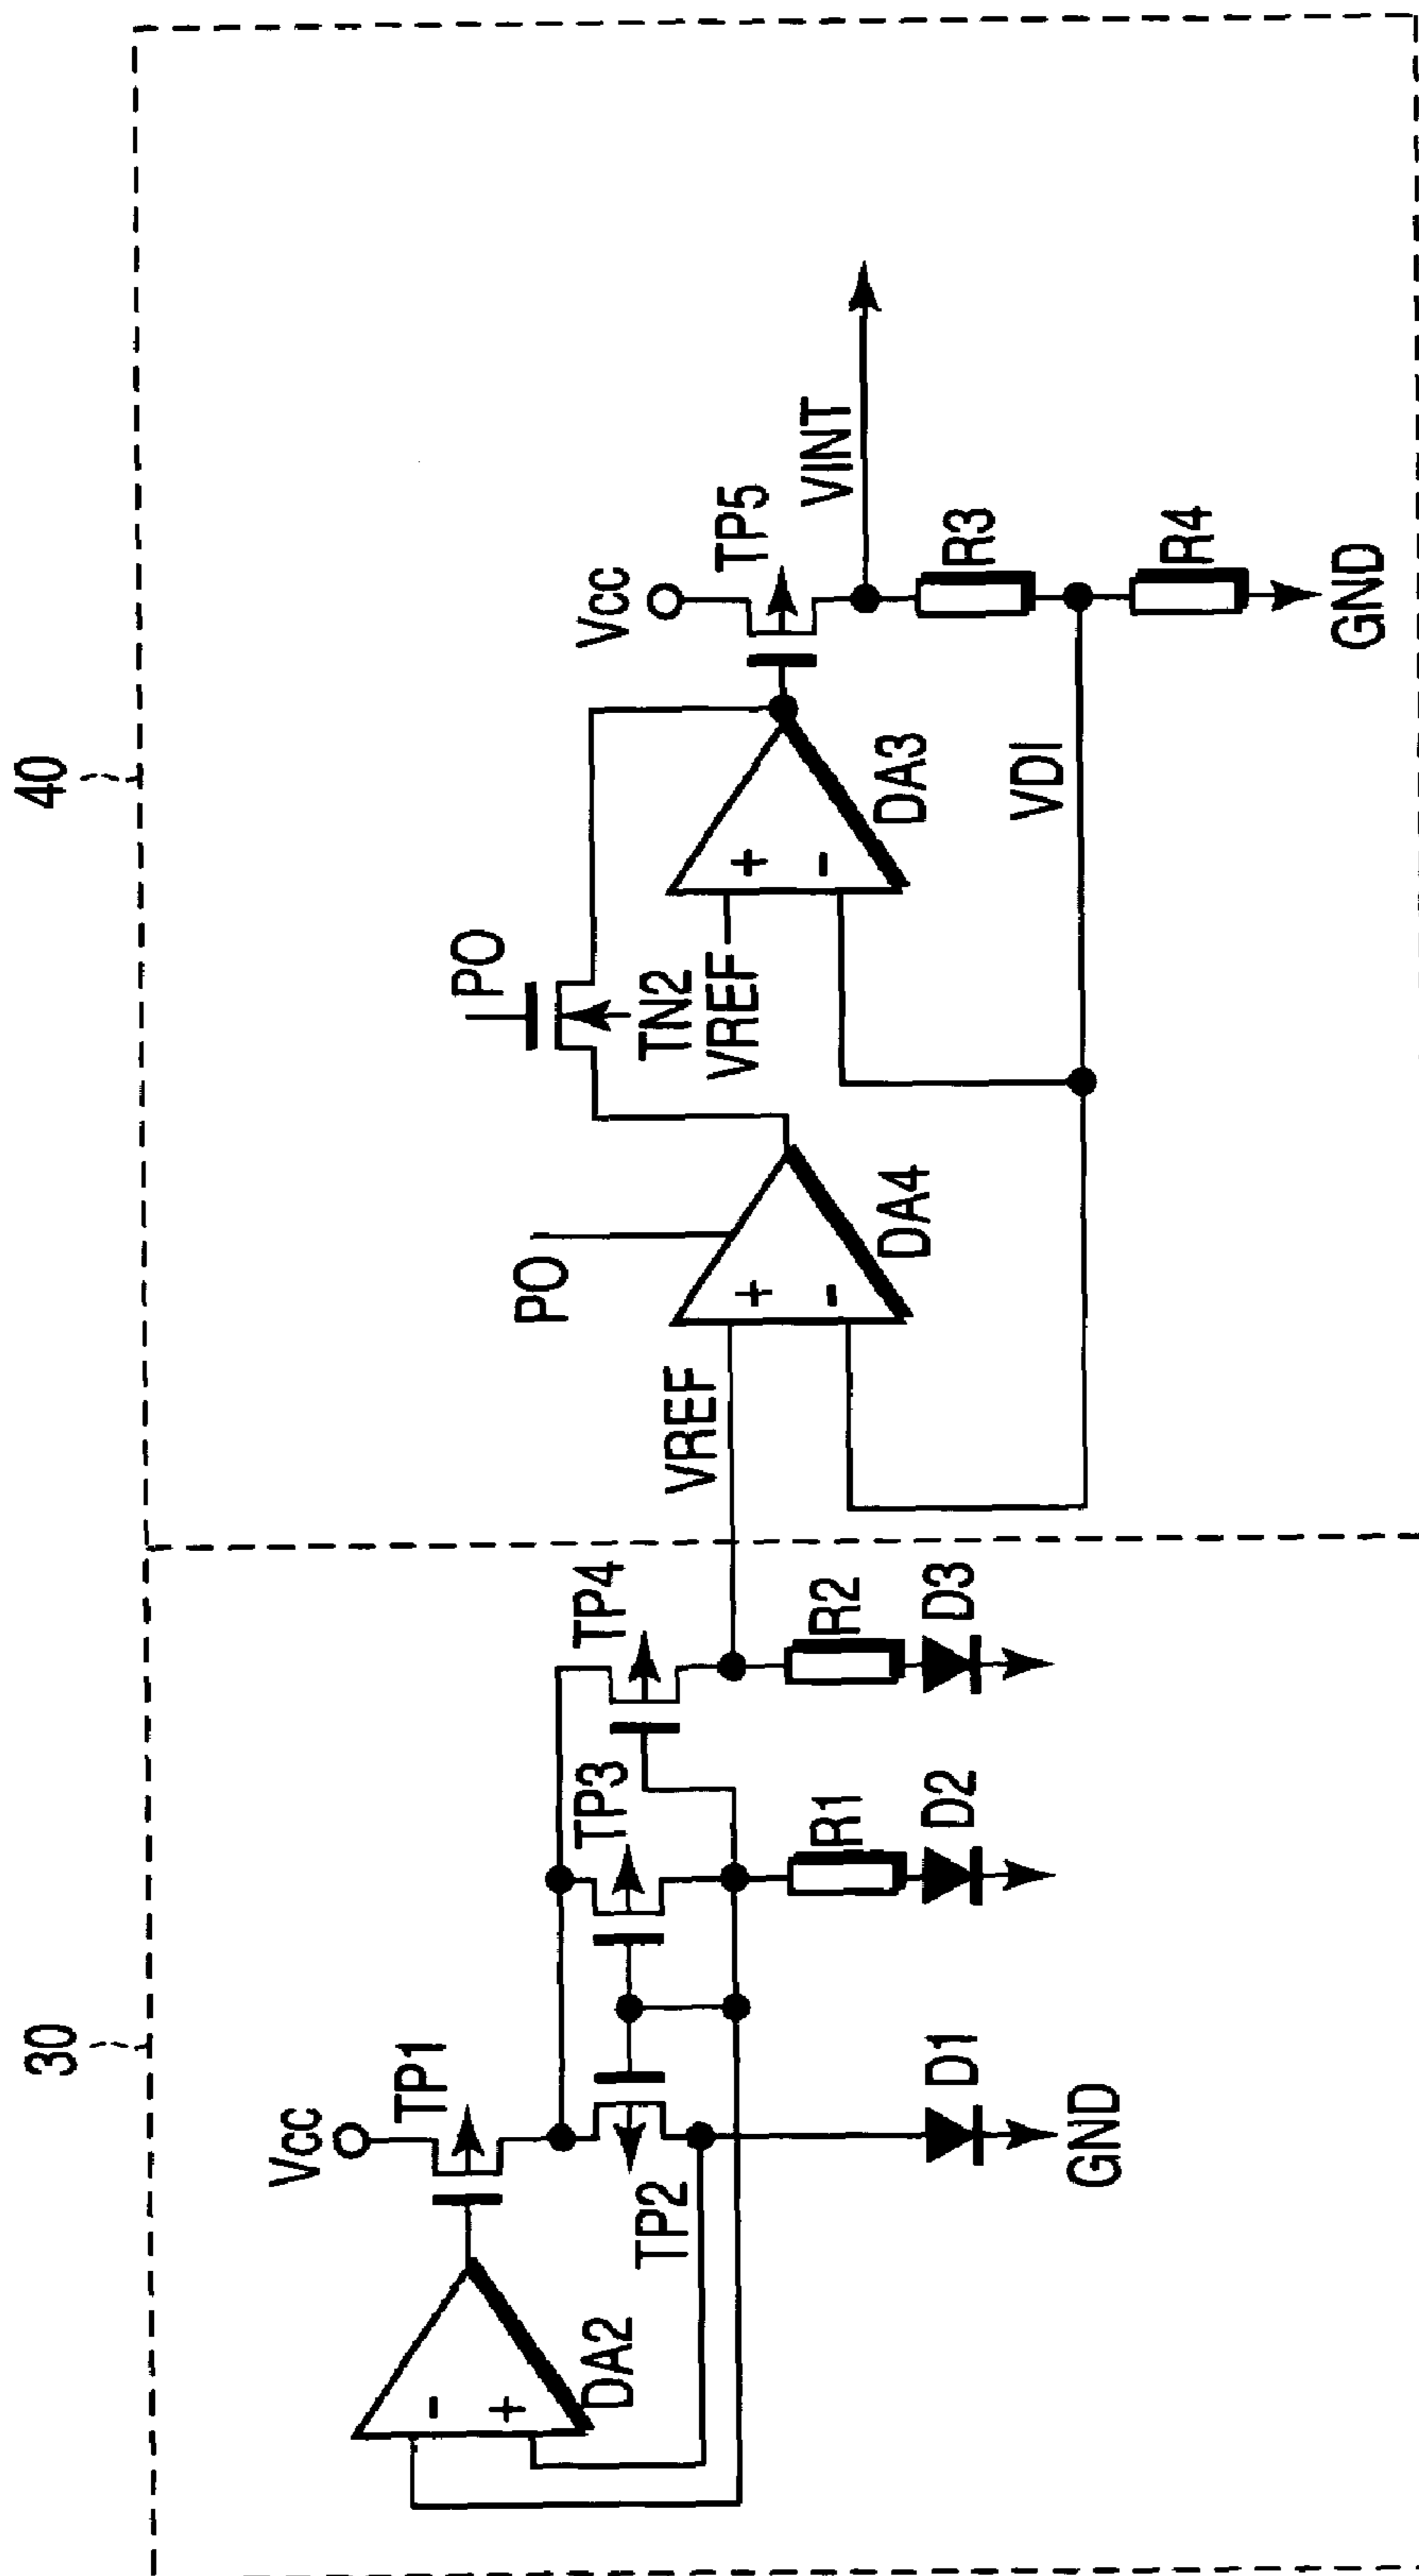 30
40
VCC
TP1
DA2
-
+
TP2
TP3
TP4
D1
GND
R1
D2
R2
D3
VREF
PO
DA4
+
-
PO
TN2
VREF
+
-
DA3
VDI
VCC
TP5
VINT
R3
R4
GND